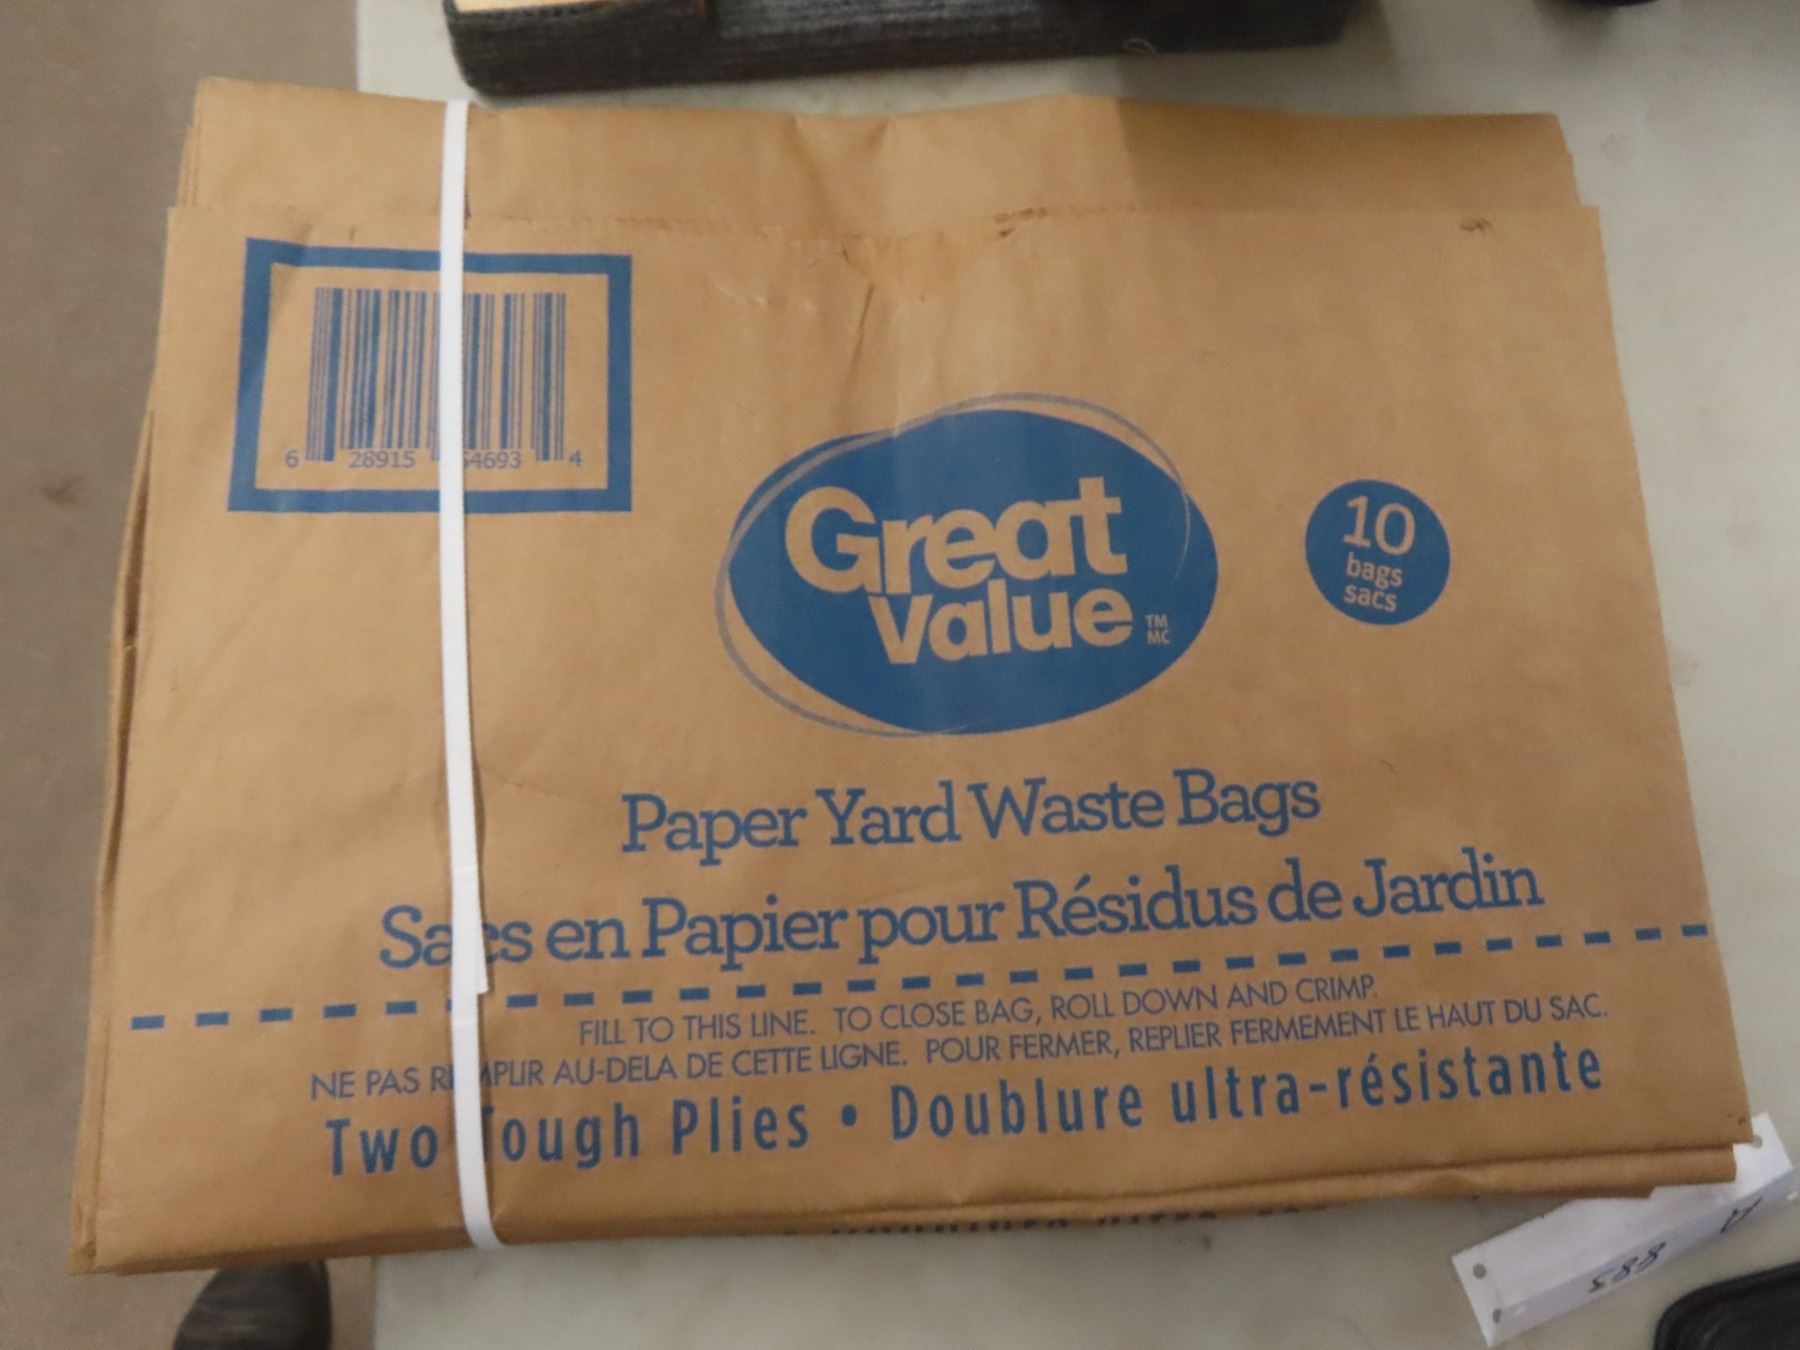 6 28915 54693 4
Great
Value
TM
MC
10
bags
sacs
Paper Yard Waste Bags
Sacs en Papier pour Résidus de Jardin
FILL TO THIS LINE. TO CLOSE BAG, ROLL DOWN AND CRIMP.
NE PAS REMPLIR AU-DELA DE CETTE LIGNE. POUR FERMER, REPLIER FERMEMENT LE HAUT DU SAC.
Two Tough Plies • Doublure ultra-résistante